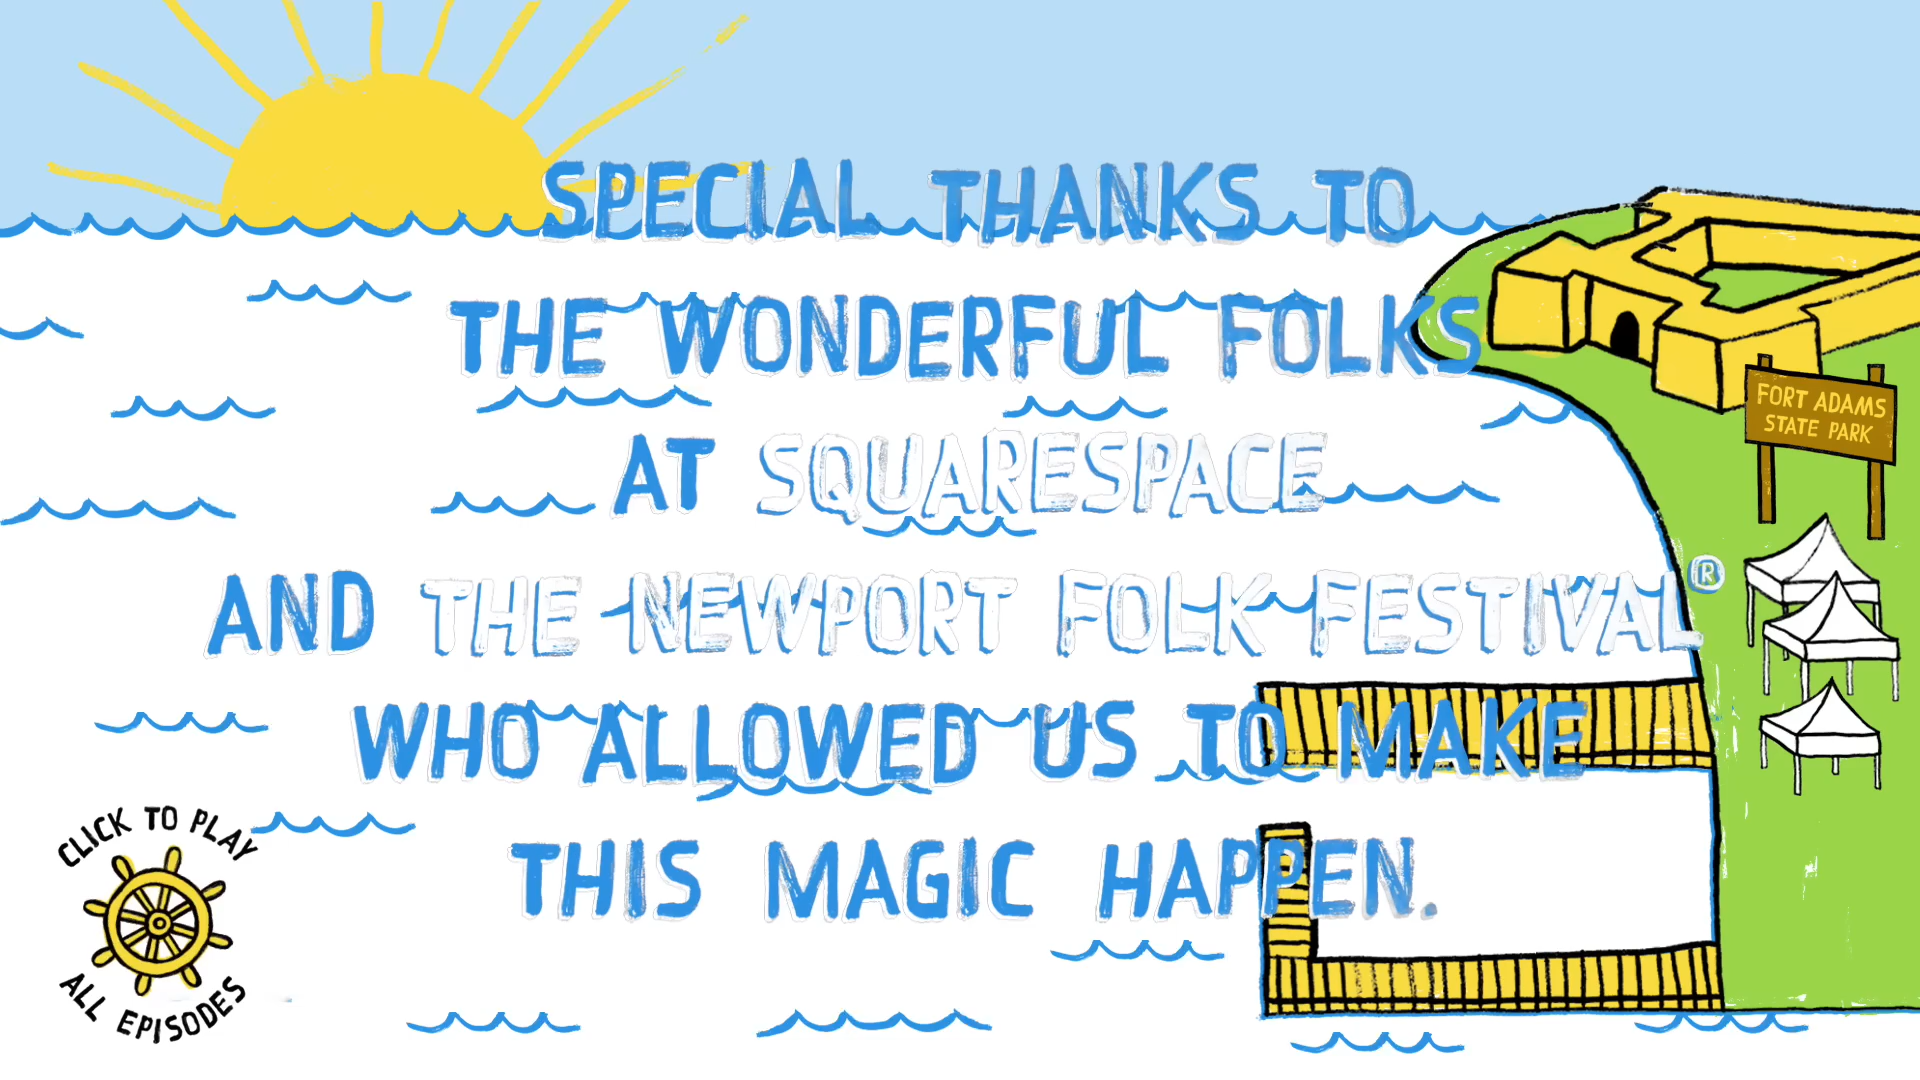 SPECIAL THANKS TO
THE WONDERFUL FOLKS
AT SQUARESPACE
AND THE NEWPORT FOLK FESTIVAL®
WHO ALLOWED US TO MAKE
THIS MAGIC HAPPEN.
FORT ADAMS
STATE PARK
CLICK TO PLAY
ALL EPISODES